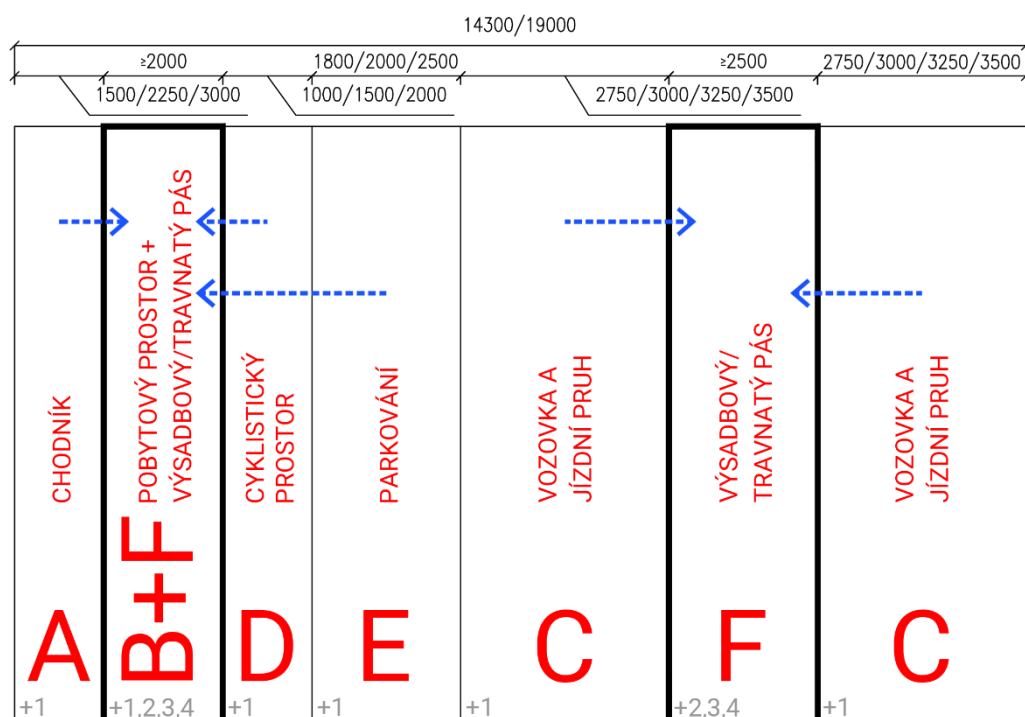 14300/19000
≥2000
1800/2000/2500
≥2500
2750/3000/3250/3500
1500/2250/3000
1000/1500/2000
2750/3000/3250/3500
CHODNÍK
POBYTOVÝ PROSTOR +
VÝSADBOVÝ/TRAVNATÝ PÁS
CYKLISTICKÝ
PROSTOR
PARKOVÁNÍ
VOZOVKA A
JÍZDNÍ PRUH
VÝSADBOVÝ/
TRAVNATÝ PÁS
VOZOVKA A
JÍZDNÍ PRUH
A
B+F
D
E
C
F
C
+1
+1,2,3,4
+1
+1
+2,3,4
+1